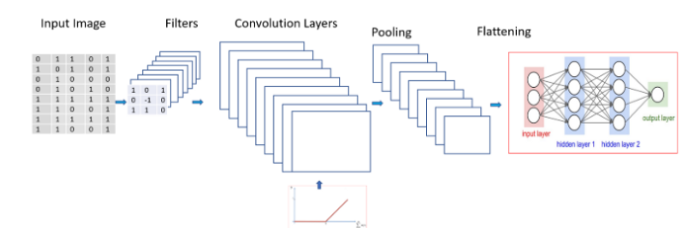 Input Image
Filters
Convolution Layers
Pooling
Flattening
0 1 1 0 1
1 0 1 0 1
0 1 0 0 0
0 1 0 1 0
1 1 1 1 1
1 1 0 0 1
1 1 1 1 1
1 1 0 0 1
1 0 1
0 -1 0
1 1 0
input layer
hidden layer 1
hidden layer 2
output layer